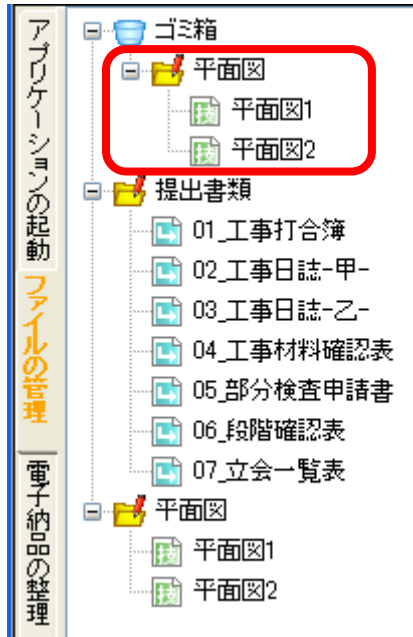 アプリケーションの起動
ファイルの管理
電子納品の整理
ゴミ箱
平面図
技 平面図1
技 平面図2
提出書類
01_工事打合簿
02_工事日誌-甲-
03_工事日誌-乙-
04_工事材料確認表
05_部分検査申請書
06_段階確認表
07_立会一覧表
平面図
技 平面図1
技 平面図2